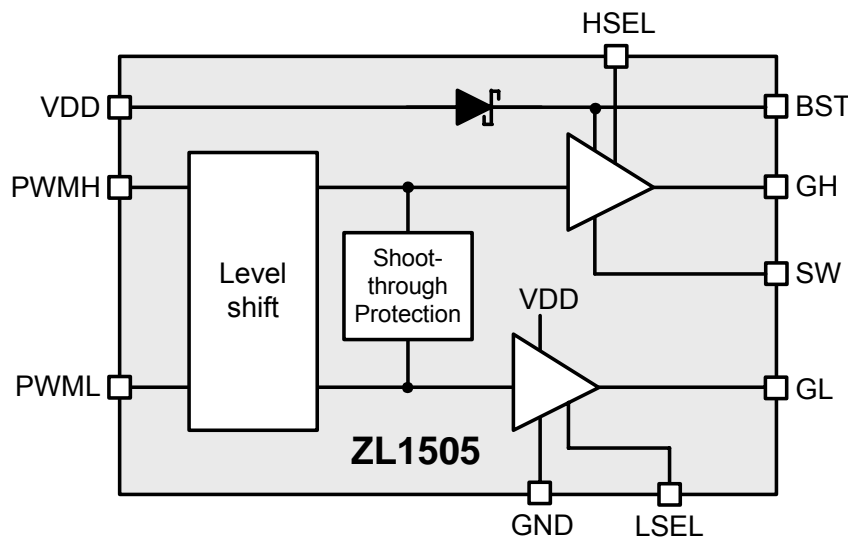 HSEL
VDD
BST
PWMH
GH
Level
shift
Shoot-
through
Protection
SW
VDD
PWML
GL
ZL1505
GND
LSEL